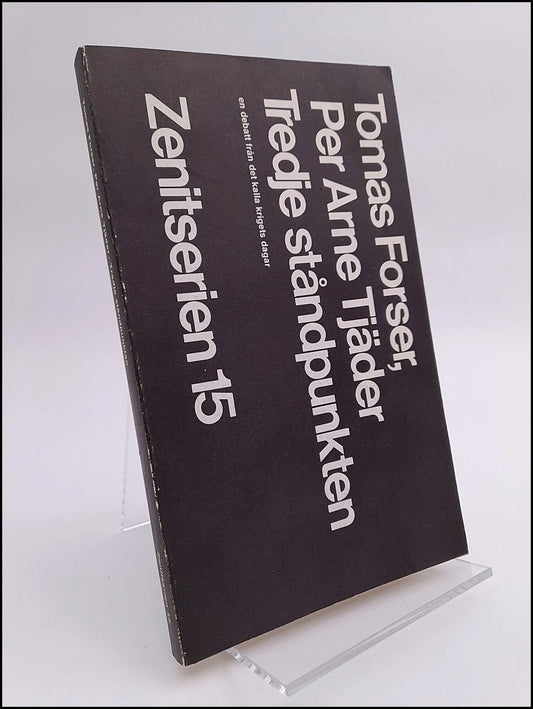 Tomas Forser,
Per Arne Tjäder
Tredje ståndpunkten
en debatt från det kalla krigets dagar
Zenitserien 15